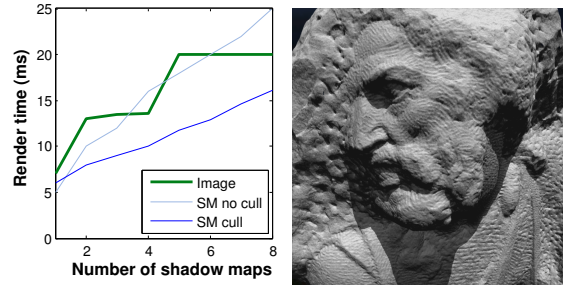 25
20
15
10
5
0
Render time (ms)
Image
SM no cull
SM cull
2
4
6
8
Number of shadow maps